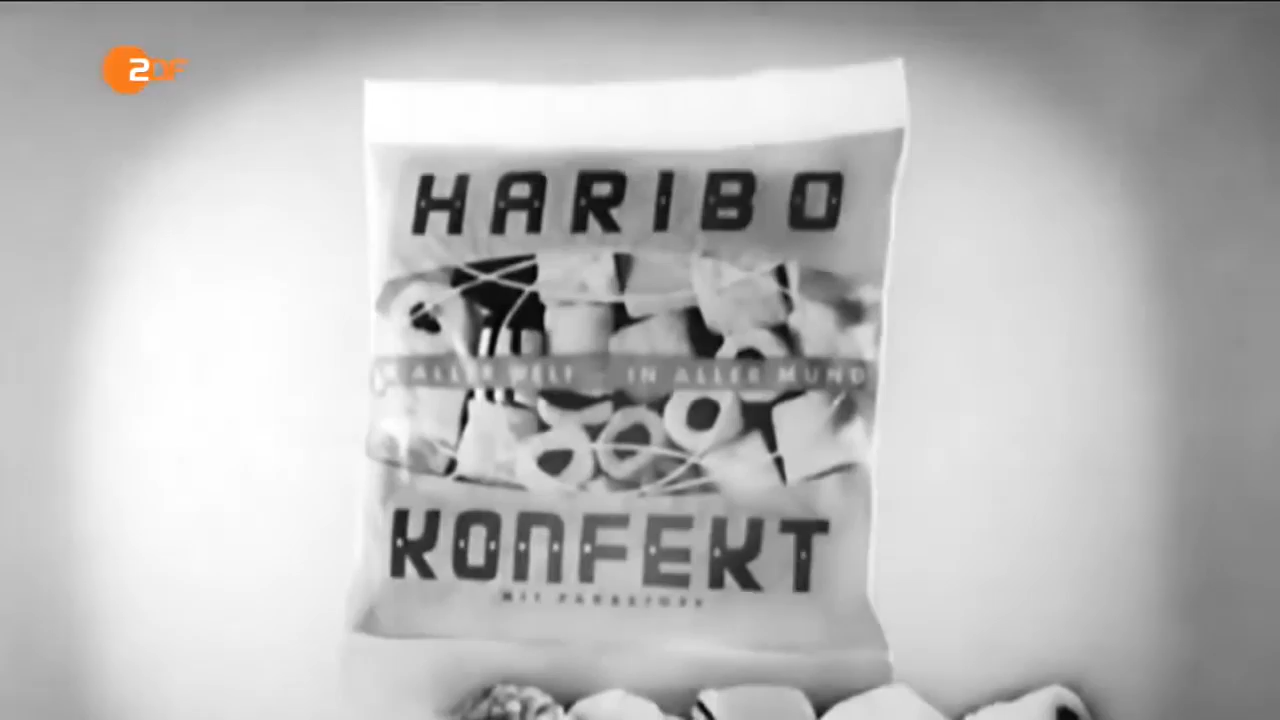 2DF
HARIBO
IN ALLER WELT IN ALLER MUND
KONFEKT
MIT FARBSTOFF